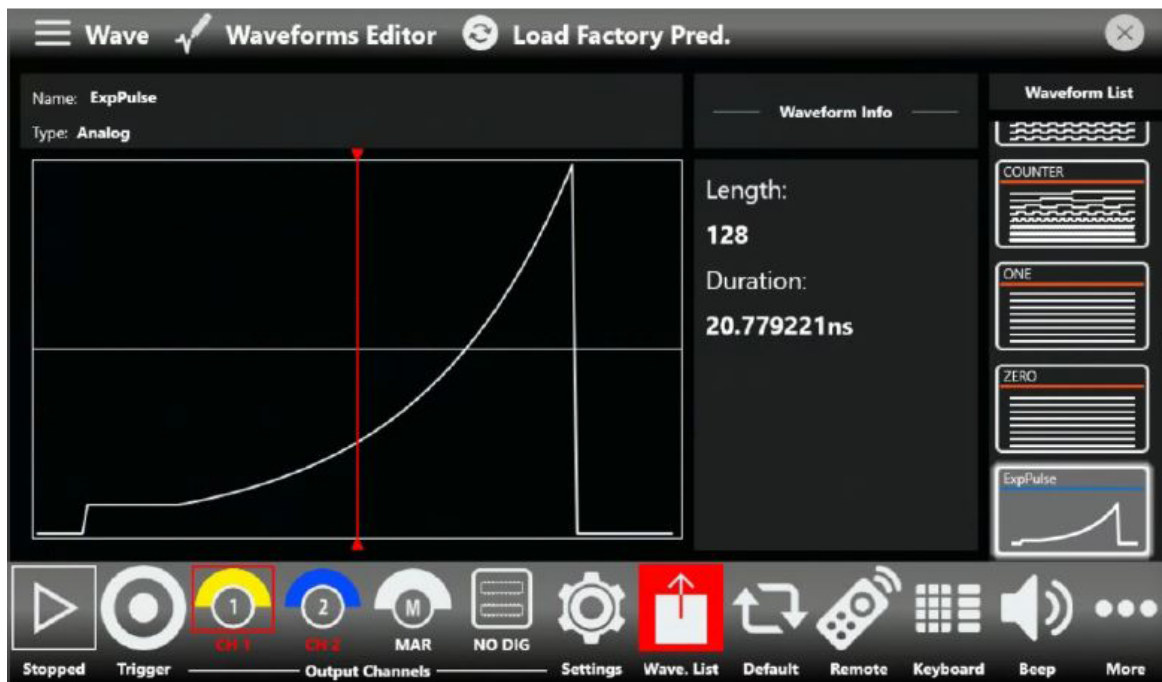 Wave Waveforms Editor Load Factory Pred.
Name: ExpPulse
Type: Analog
Waveform Info
Waveform List
Length:
128
Duration:
20.779221ns
COUNTER
ONE
ZERO
ExpPulse
1
2
M
CH 1
CH 2
MAR
NO DIG
Stopped
Trigger
Output Channels
Settings
Wave. List
Default
Remote
Keyboard
Beep
More